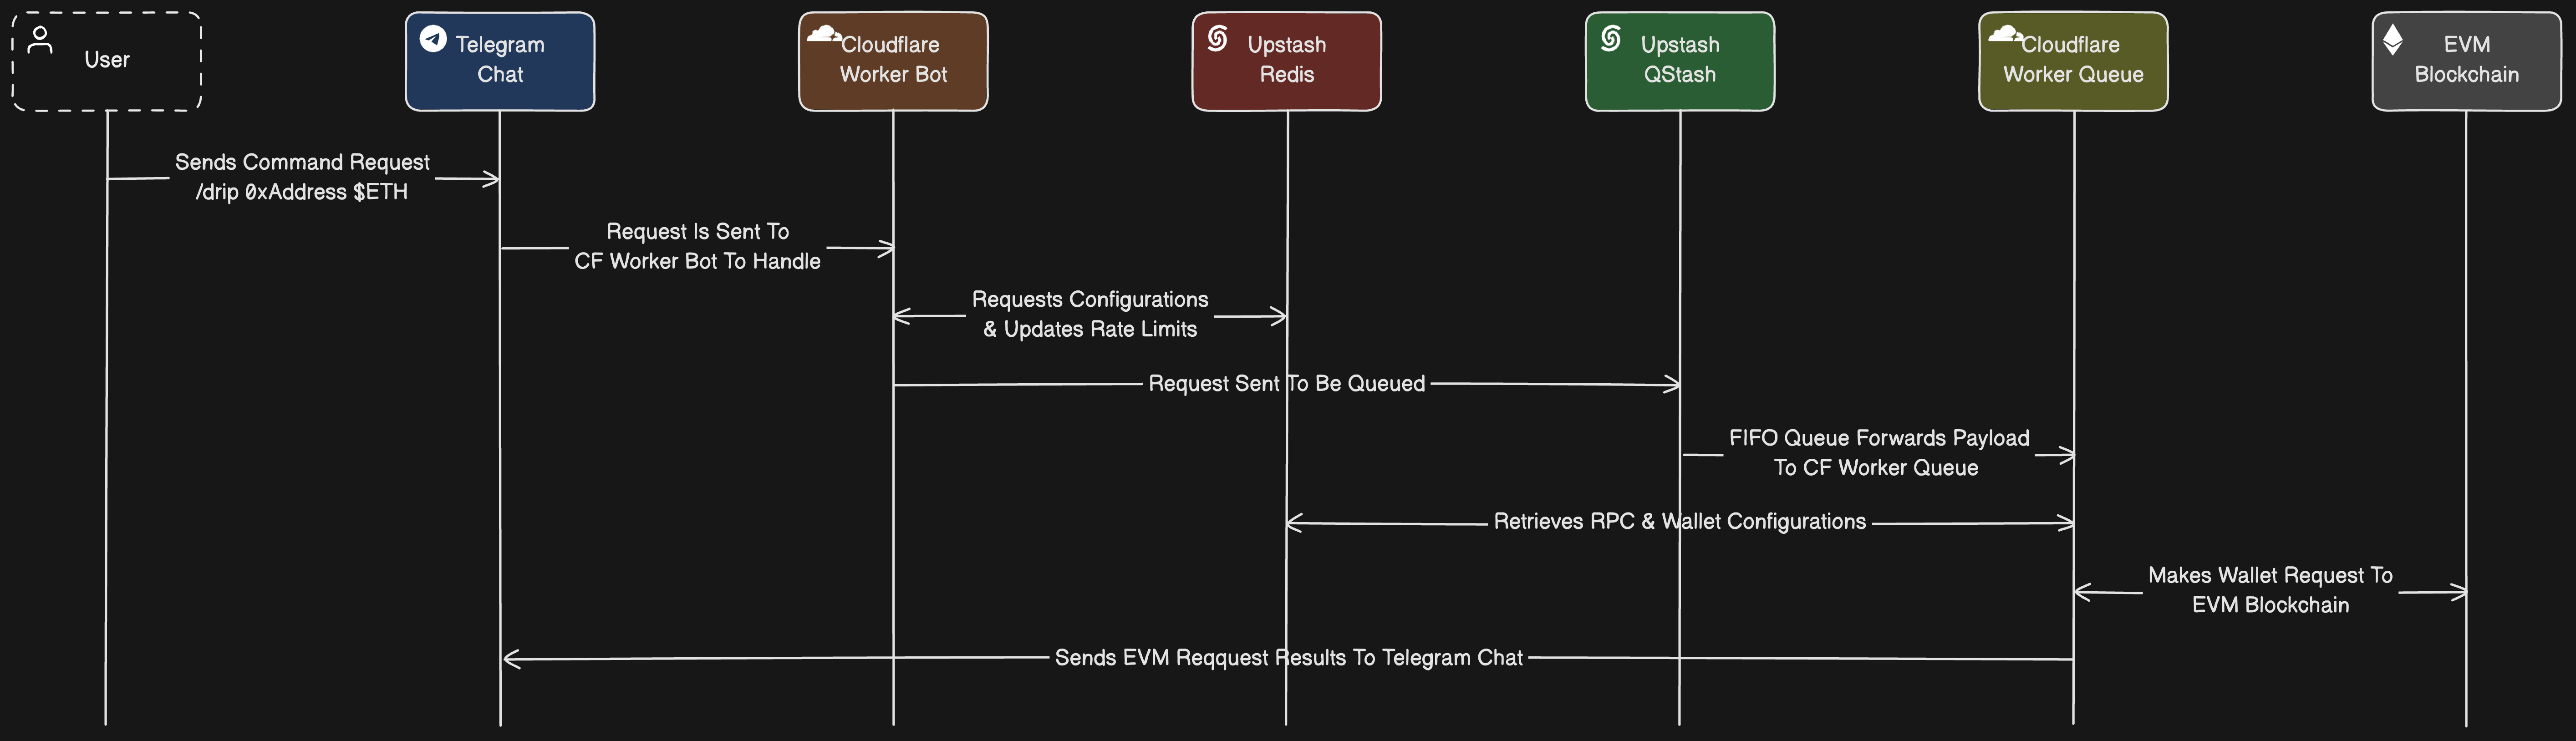 User
Telegram
Chat
Cloudflare
Worker Bot
Upstash
Redis
Upstash
QStash
Cloudflare
Worker Queue
EVM
Blockchain
Sends Command Request
/drip 0xAddress $ETH
Request Is Sent To
CF Worker Bot To Handle
Requests Configurations
& Updates Rate Limits
Request Sent To Be Queued
FIFO Queue Forwards Payload
To CF Worker Queue
Retrieves RPC & Wallet Configurations
Makes Wallet Request To
EVM Blockchain
Sends EVM Reqquest Results To Telegram Chat